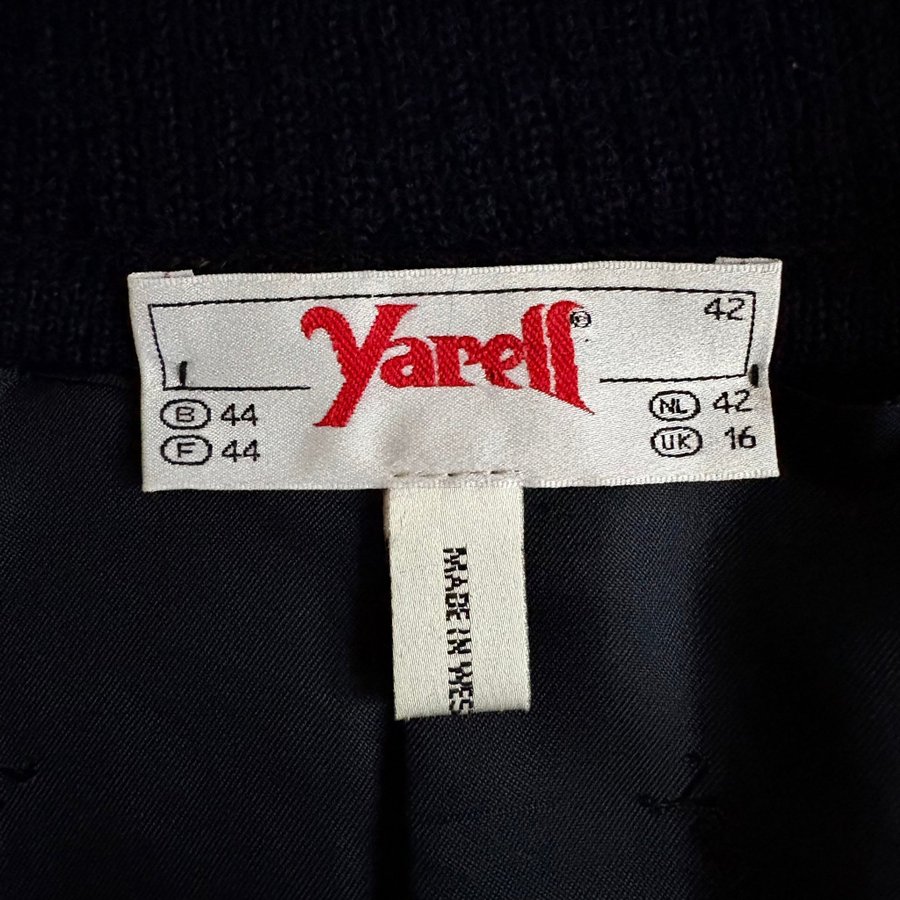 Yarell®
42
B 44
NL 42
F 44
UK 16
MADE IN WES